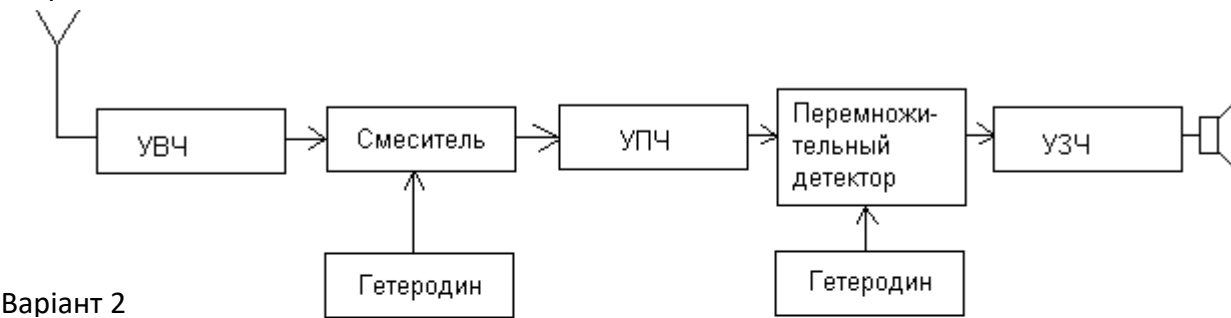 УВЧ
Смеситель
УПЧ
Перемножи-
тельный
детектор
УЗЧ
Гетеродин
Гетеродин
Варіант 2